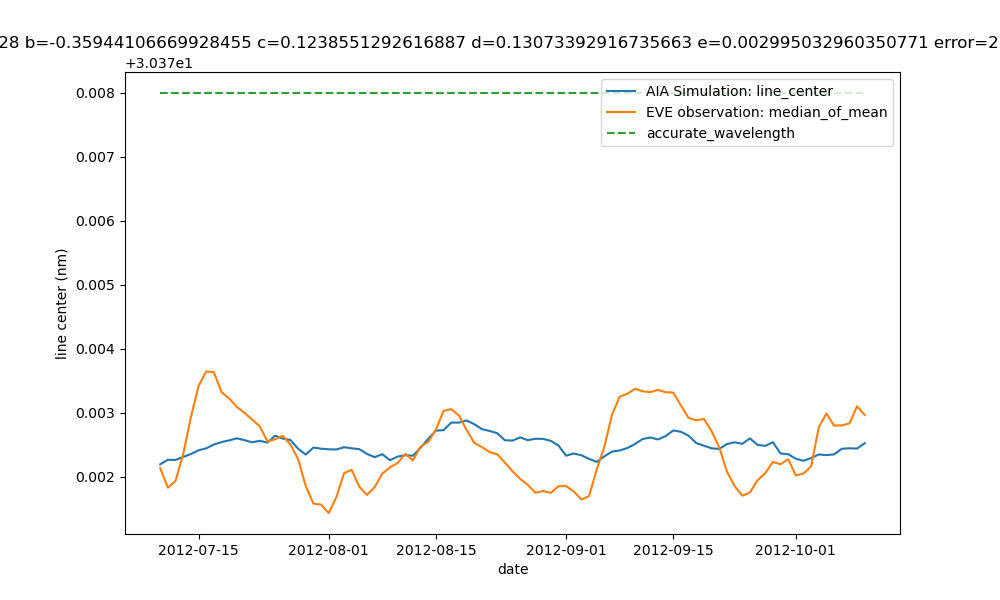 28 b=-0.35944106669928455 c=0.1238551292616887 d=0.13073392916735663 e=0.002995032960350771 error=2
+3.037e1
0.008
0.007
0.006
0.005
0.004
0.003
0.002
line center (nm)
AIA Simulation: line_center
EVE observation: median_of_mean
accurate_wavelength
2012-07-15 2012-08-01 2012-08-15 2012-09-01 2012-09-15 2012-10-01
date